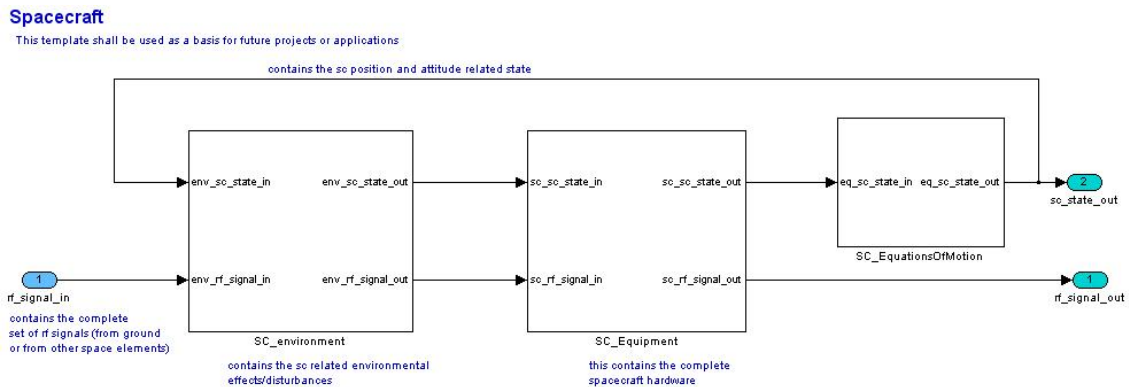 Spacecraft
This template shall be used as a basis for future projects or applications
contains the sc position and attitude related state
env_sc_state_in
env_sc_state_out
sc_sc_state_in
sc_sc_state_out
eq_sc_state_in
eq_sc_state_out
2
sc_state_out
SC_EquationsOfMotion
1
rf_signal_in
env_rf_signal_in
env_rf_signal_out
sc_rf_signal_in
sc_rf_signal_out
1
rf_signal_out
contains the complete
set of rf signals (from ground
or from other space elements)
SC_environment
contains the sc related environmental
effects/disturbances
SC_Equipment
this contains the complete
spacecraft hardware